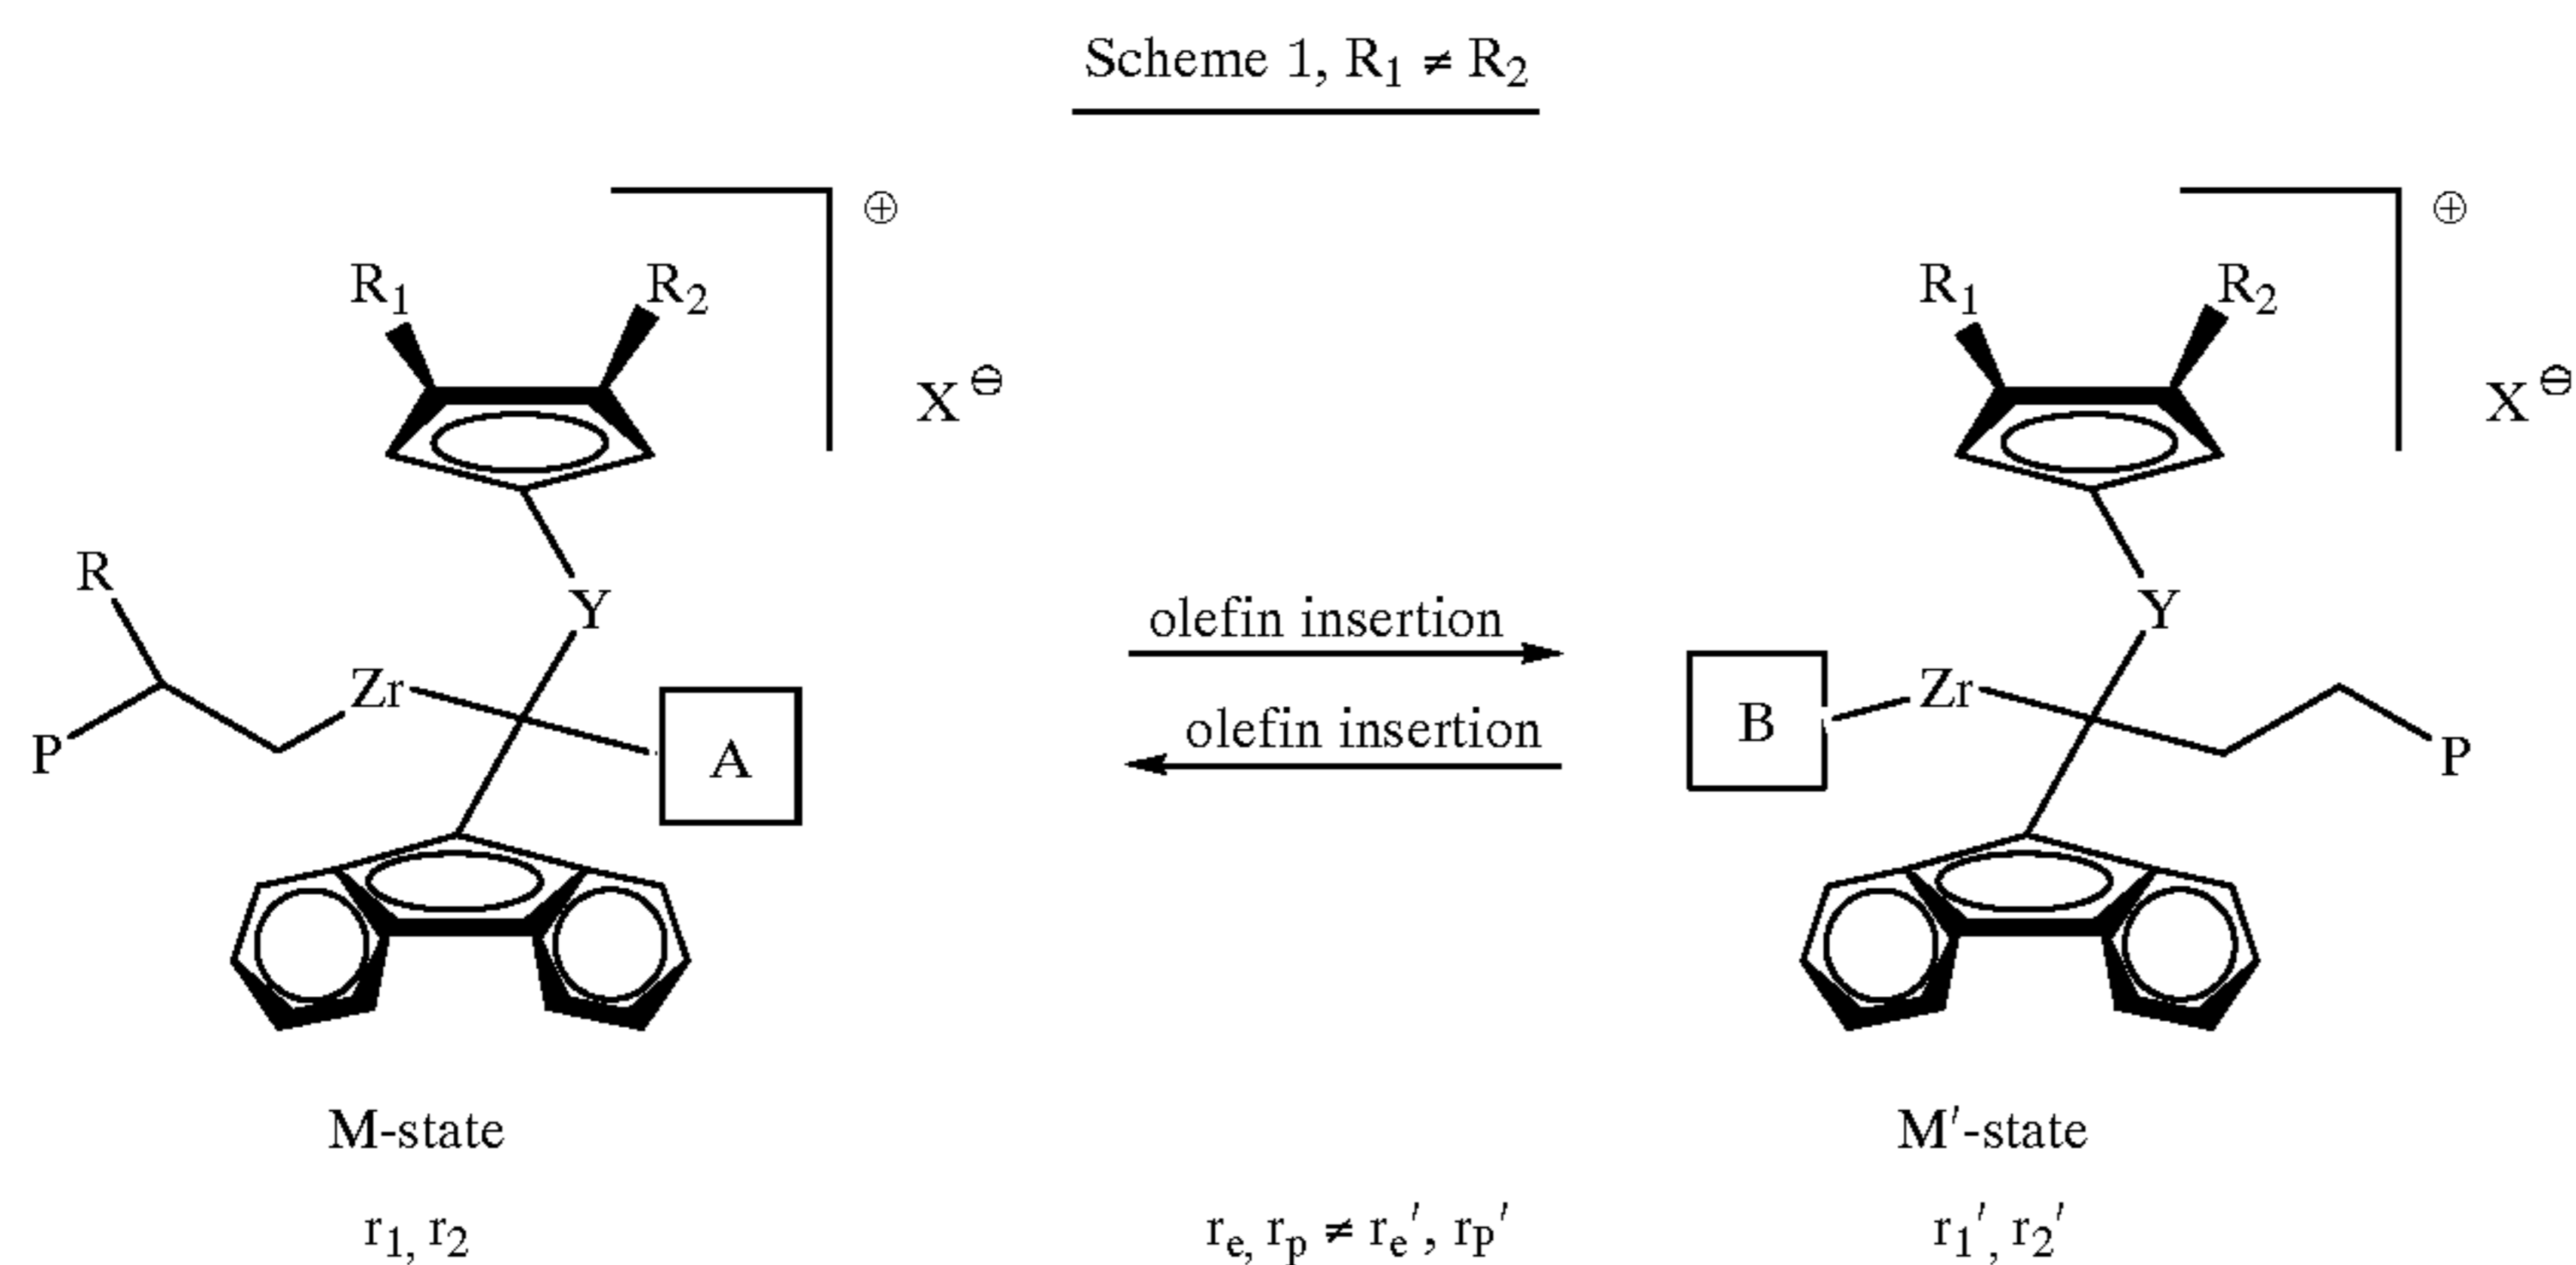 Scheme 1, R₁ ≠ R₂
⊕
⊕
R₁ R₂
R₁ R₂
X⊖
X⊖
R
Y
Y
olefin insertion
Zr
Zr
P
A
B
olefin insertion
P
M-state
M′-state
r₁, r₂
rₑ, rₚ ≠ rₑ′, r_P′
r₁′, r₂′